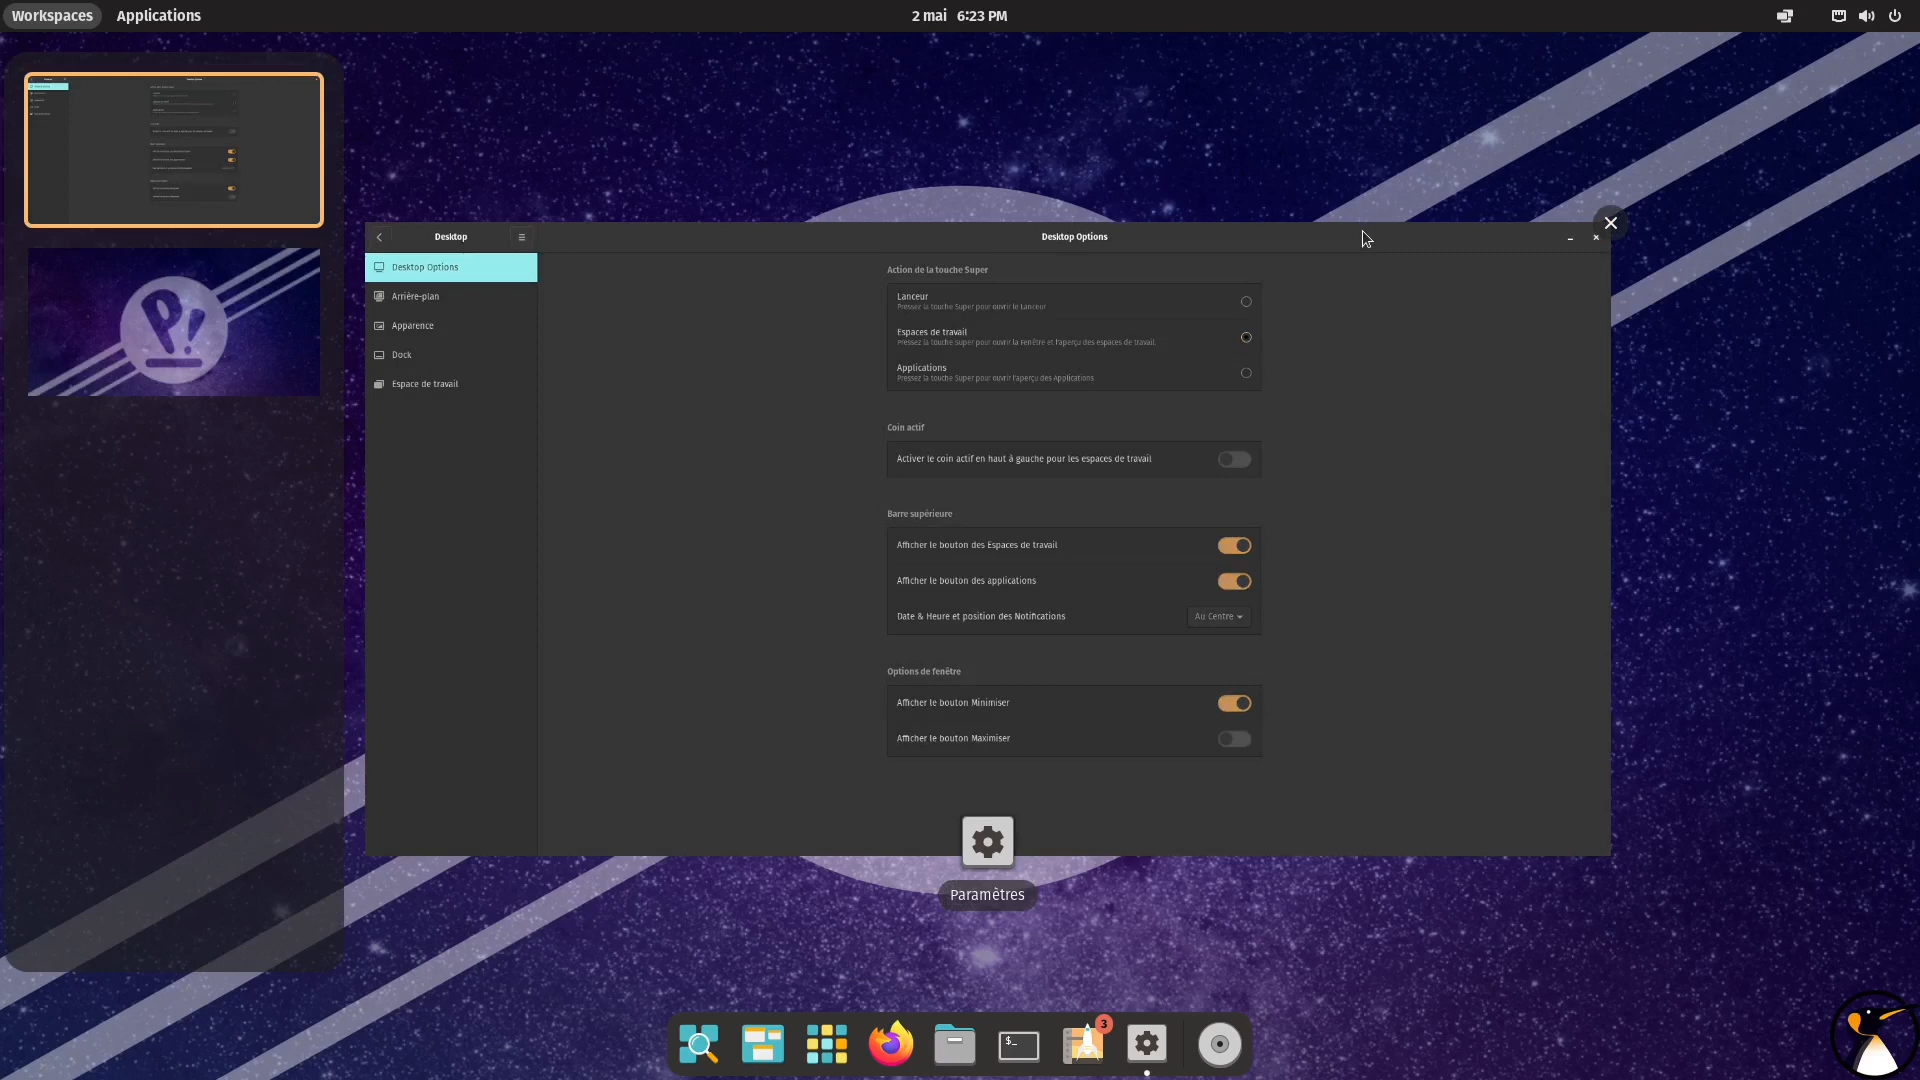 Workspaces Applications 2 mai 6:23 PM
Desktop Desktop Options
Desktop Options
Arrière-plan
Apparence
Dock
Espace de travail
Action de la touche Super
Lanceur
Pressez la touche Super pour ouvrir le Lanceur
Espaces de travail
Pressez la touche Super pour ouvrir la Fenêtre et l'aperçu des espaces de travail.
Applications
Pressez la touche Super pour ouvrir l'aperçu des Applications
Coin actif
Activer le coin actif en haut à gauche pour les espaces de travail
Barre supérieure
Afficher le bouton des Espaces de travail
Afficher le bouton des applications
Date & Heure et position des Notifications Au Centre
Options de fenêtre
Afficher le bouton Minimiser
Afficher le bouton Maximiser
Paramètres
P!
$_
3